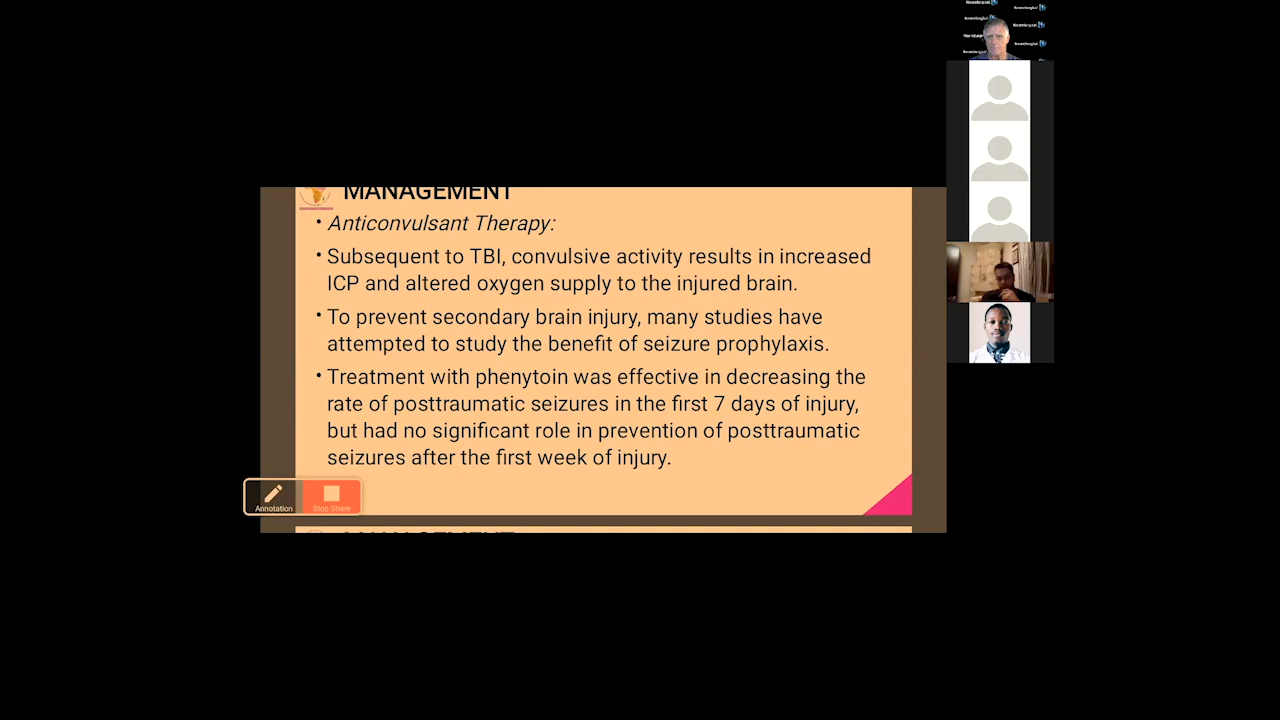 MANAGEMENT
• Anticonvulsant Therapy:
• Subsequent to TBI, convulsive activity results in increased
ICP and altered oxygen supply to the injured brain.
• To prevent secondary brain injury, many studies have
attempted to study the benefit of seizure prophylaxis.
• Treatment with phenytoin was effective in decreasing the
rate of posttraumatic seizures in the first 7 days of injury,
but had no significant role in prevention of posttraumatic
seizures after the first week of injury.
Annotation
Stop Share